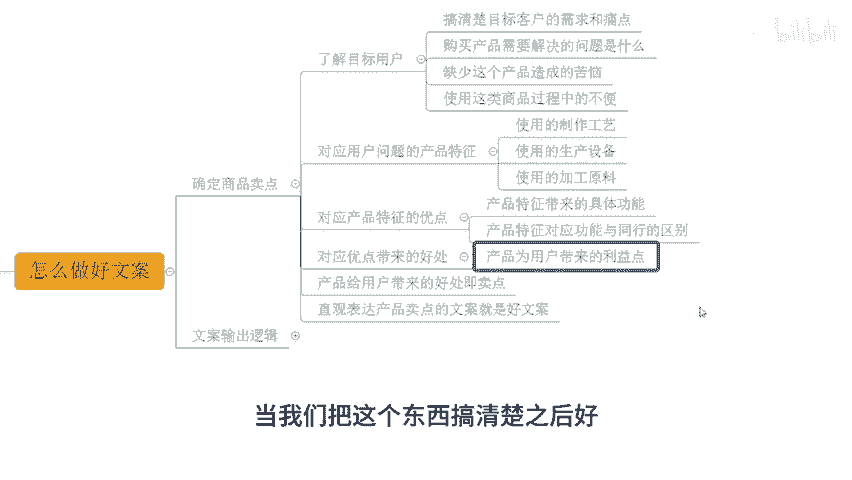 bilibili
搞清楚目标客户的需求和痛点
了解目标用户
购买产品需要解决的问题是什么
缺少这个产品造成的苦恼
使用这类商品过程中的不便
使用的制作工艺
对应用户问题的产品特征
使用的生产设备
使用的加工原料
确定商品卖点
产品特征带来的具体功能
对应产品特征的优点
产品特征对应功能与同行的区别
怎么做好文案
对应优点带来的好处
产品为用户带来的利益点
产品给用户带来的好处即卖点
直观表达产品卖点的文案就是好文案
文案输出逻辑
当我们把这个东西搞清楚之后好